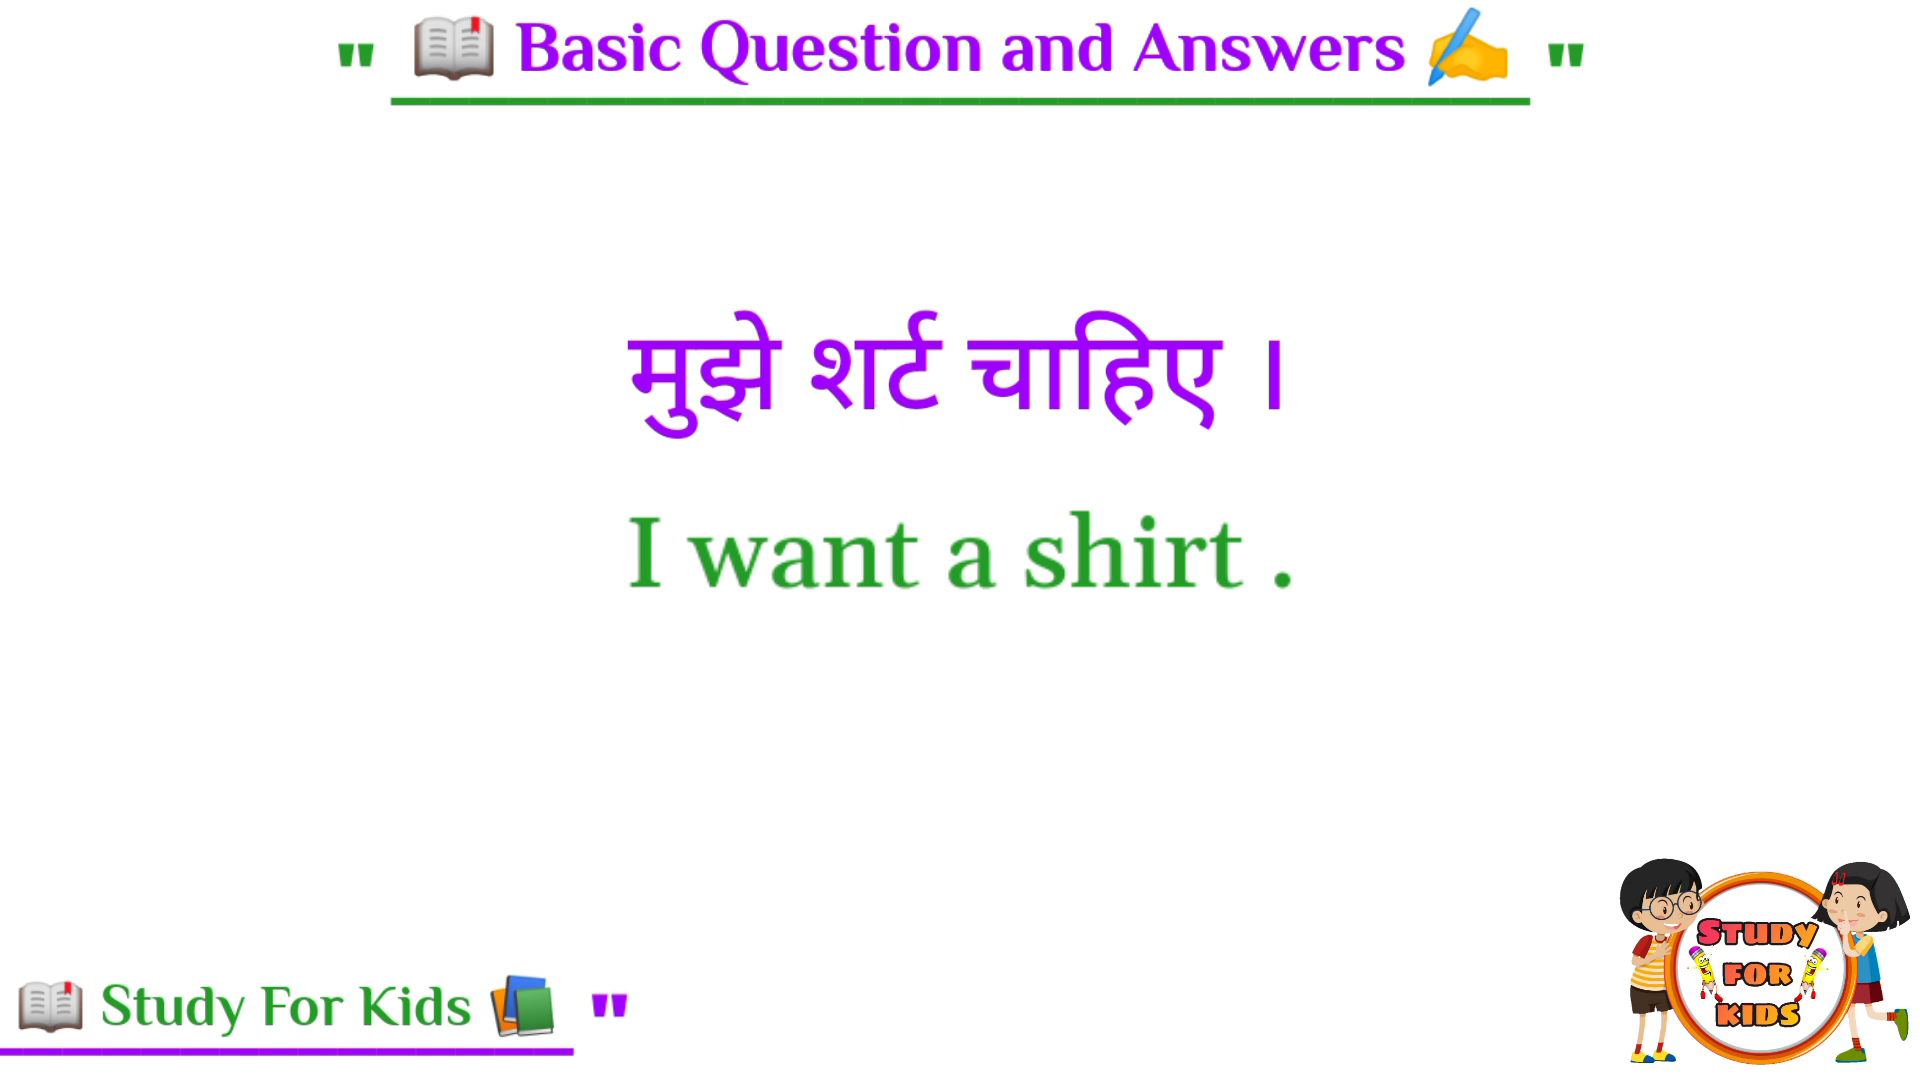 " 📖 Basic Question and Answers ✍️ "
मुझे शर्ट चाहिए ।
I want a shirt .
📖 Study For Kids 📚 "
STUDY
FOR
KIDS